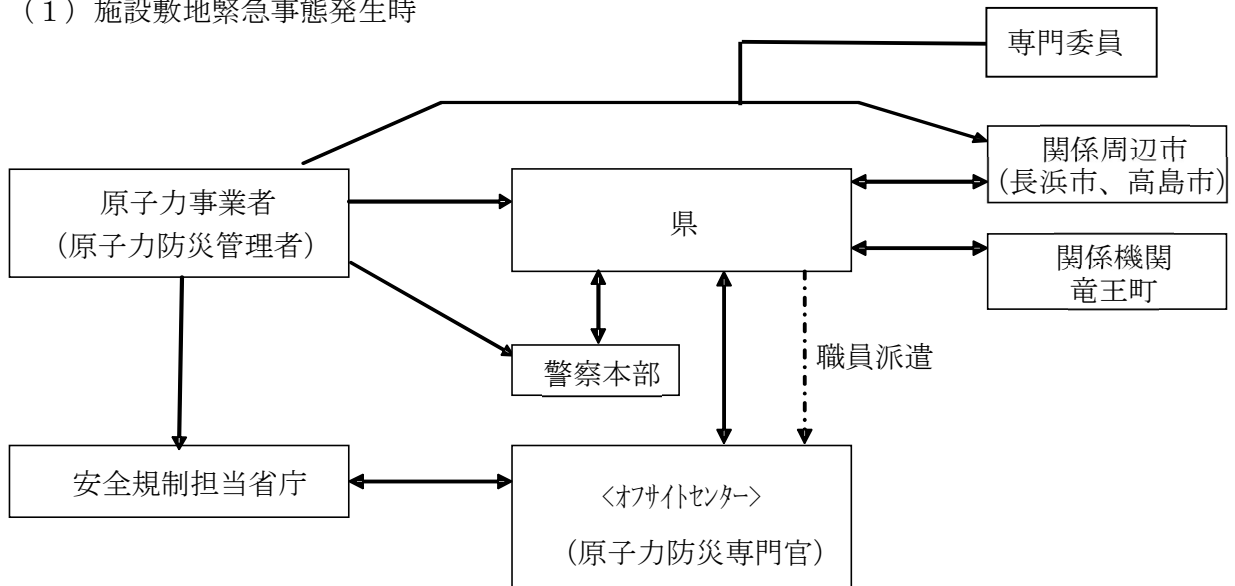 （１）施設敷地緊急事態発生時
専門委員
関係周辺市
(長浜市、高島市)
原子力事業者
（原子力防災管理者）
県
関係機関
竜王町
警察本部
職員派遣
安全規制担当省庁
<ｵﾌｻｲﾄｾﾝﾀｰ>
（原子力防災専門官）